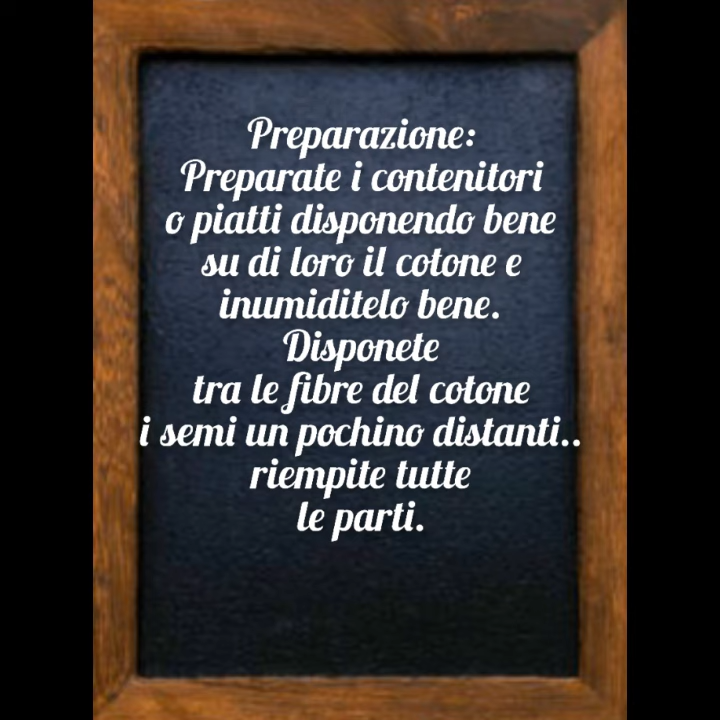 Preparazione:
Preparate i contenitori
o piatti disponendo bene
su di loro il cotone e
inumiditelo bene.
Disponete
tra le fibre del cotone
i semi un pochino distanti..
riempite tutte
le parti.